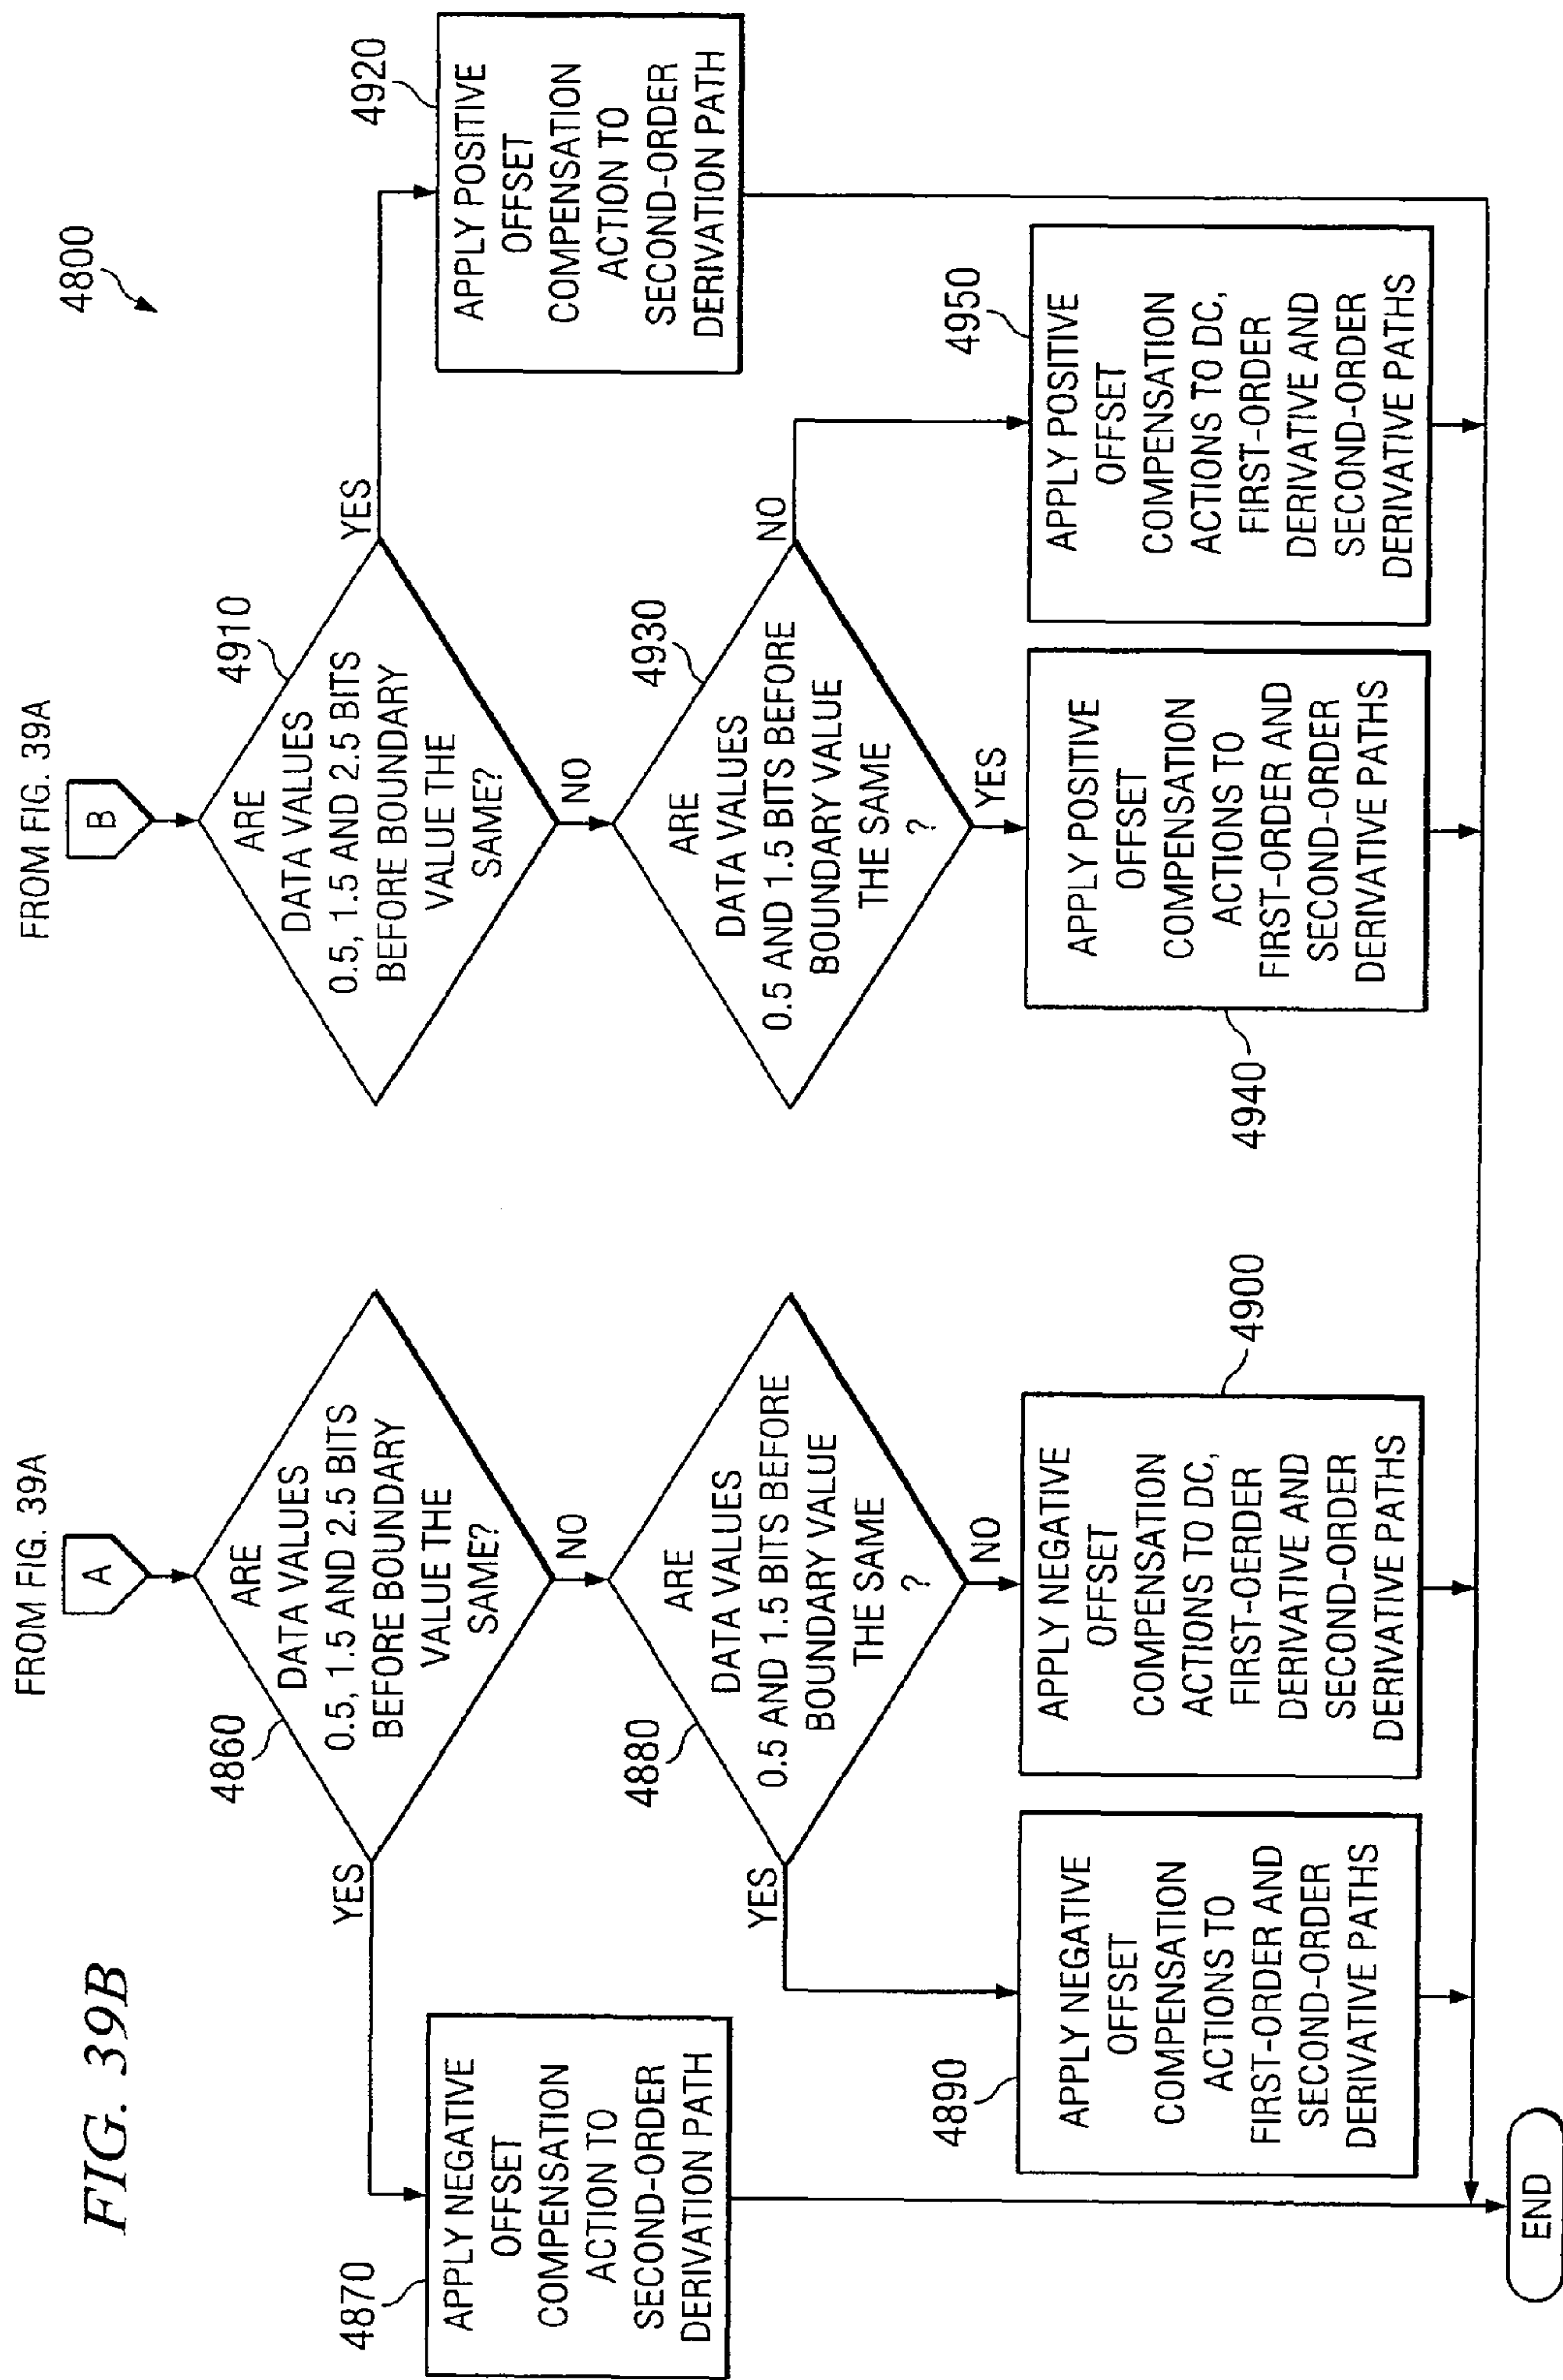 FIG. 39B
FROM FIG. 39A
A
4860
ARE
DATA VALUES
0.5, 1.5 AND 2.5 BITS
BEFORE BOUNDARY
VALUE THE
SAME?
YES
NO
4870
APPLY NEGATIVE
OFFSET
COMPENSATION
ACTION TO
SECOND-ORDER
DERIVATION PATH
4880
ARE
DATA VALUES
0.5 AND 1.5 BITS BEFORE
BOUNDARY VALUE
THE SAME
?
YES
NO
4890
APPLY NEGATIVE
OFFSET
COMPENSATION
ACTIONS TO
FIRST-ORDER AND
SECOND-ORDER
DERIVATIVE PATHS
4900
APPLY NEGATIVE
OFFSET
COMPENSATION
ACTIONS TO DC,
FIRST-OERDER
DERIVATIVE AND
SECOND-ORDER
DERIVATIVE PATHS
END
FROM FIG. 39A
B
4800
4910
ARE
DATA VALUES
0.5, 1.5 AND 2.5 BITS
BEFORE BOUNDARY
VALUE THE
SAME?
YES
NO
4920
APPLY POSITIVE
OFFSET
COMPENSATION
ACTION TO
SECOND-ORDER
DERIVATION PATH
4930
ARE
DATA VALUES
0.5 AND 1.5 BITS BEFORE
BOUNDARY VALUE
THE SAME
?
NO
YES
4940
APPLY POSITIVE
OFFSET
COMPENSATION
ACTIONS TO
FIRST-ORDER AND
SECOND-ORDER
DERIVATIVE PATHS
4950
APPLY POSITIVE
OFFSET
COMPENSATION
ACTIONS TO DC,
FIRST-ORDER
DERIVATIVE AND
SECOND-ORDER
DERIVATIVE PATHS